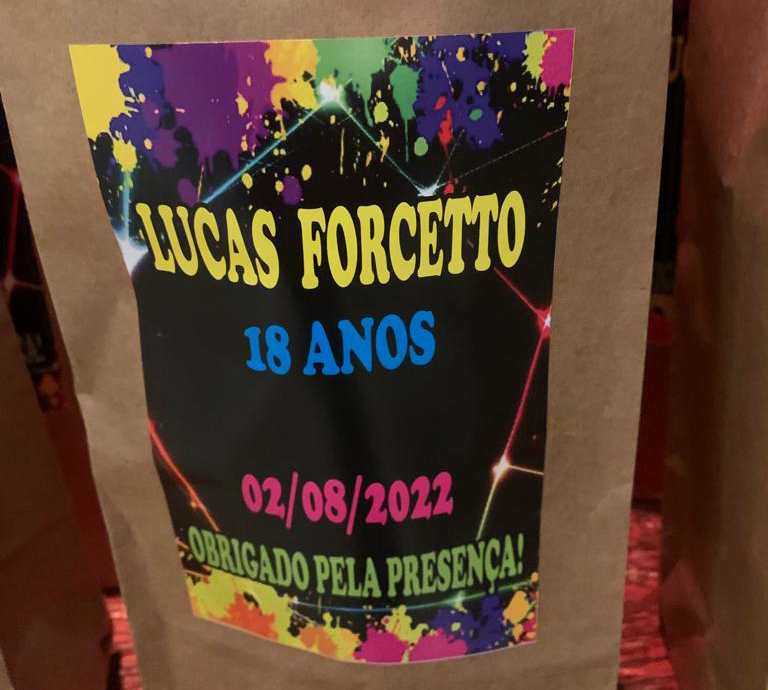 LUCAS FORCETTO
18 ANOS
02/08/2022
OBRIGADO PELA PRESENÇA!